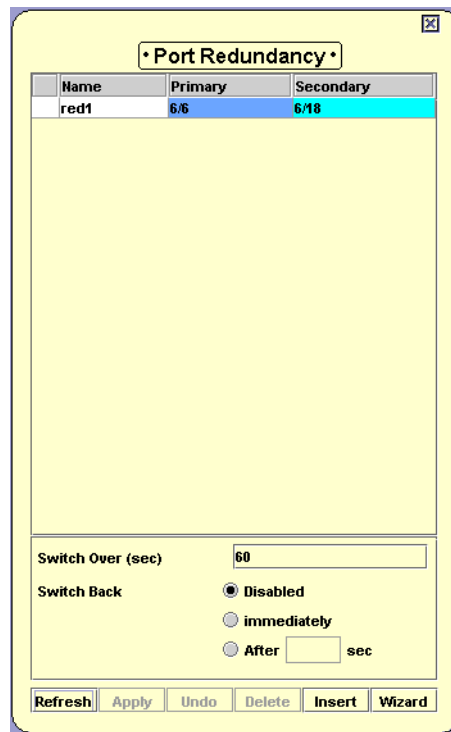 • Port Redundancy •
Name Primary Secondary
red1 6/6 6/18
Switch Over (sec) 60
Switch Back Disabled
immediately
After sec
Refresh Apply Undo Delete Insert Wizard